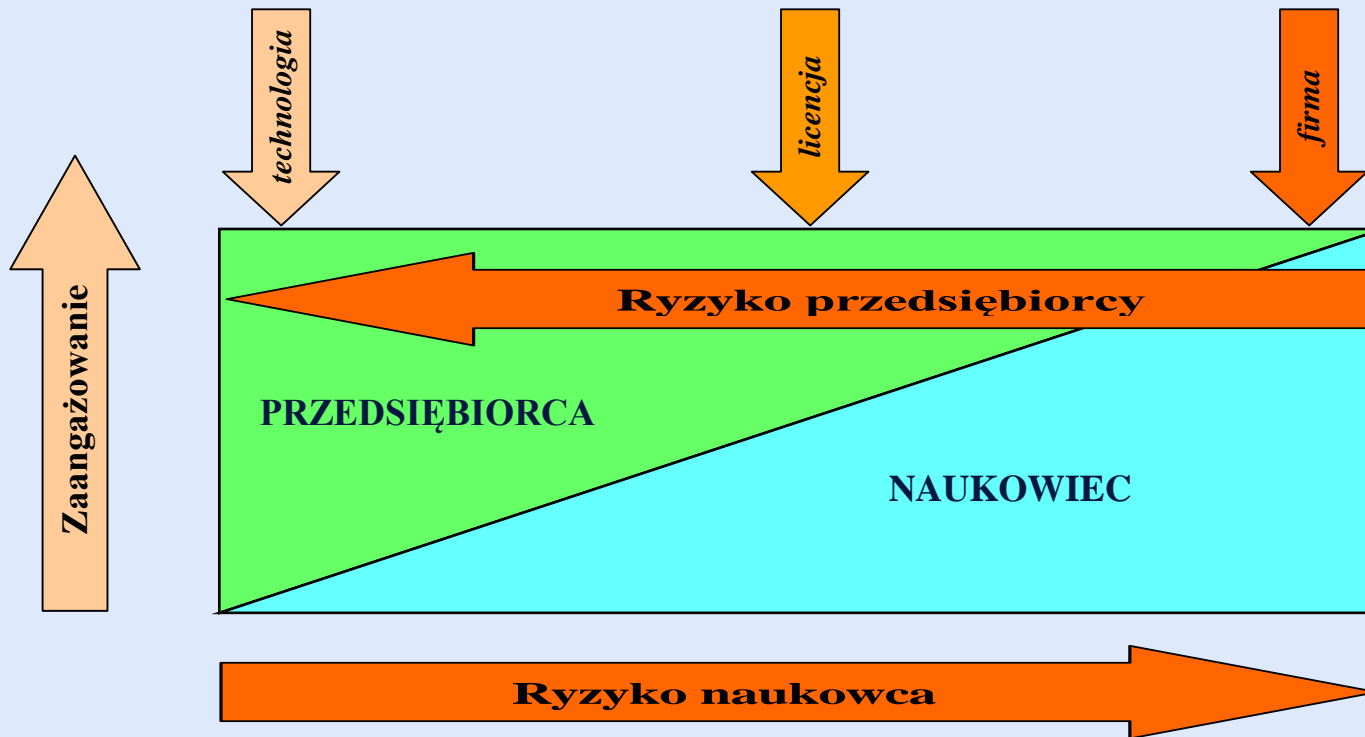 technologia
licencja
firma
Zaangażowanie
Ryzyko przedsiębiorcy
PRZEDSIĘBIORCA
NAUKOWIEC
Ryzyko naukowca